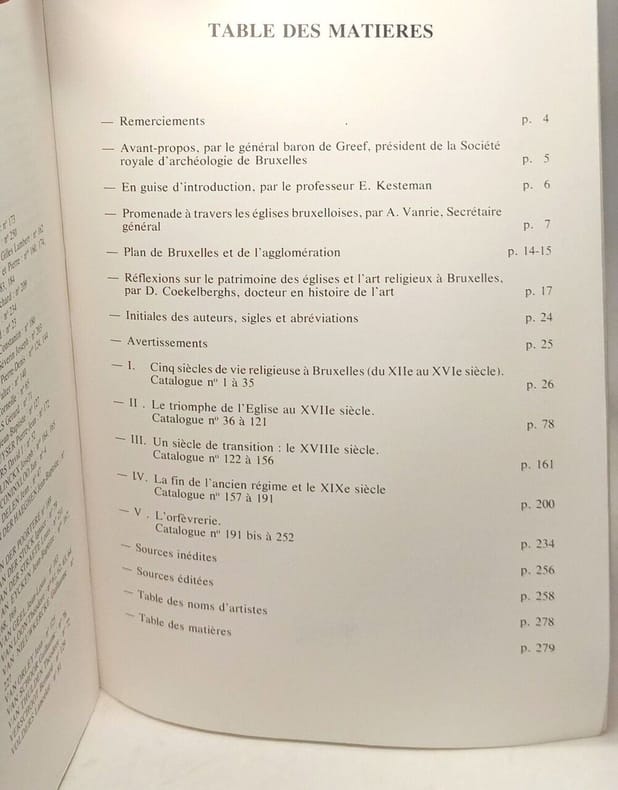 TABLE DES MATIERES
— Remerciements p. 4
— Avant-propos, par le général baron de Greef, président de la Société
royale d'archéologie de Bruxelles p. 5
— En guise d'introduction, par le professeur E. Kesteman p. 6
— Promenade à travers les églises bruxelloises, par A. Vanrie, Secrétaire
général p. 7
— Plan de Bruxelles et de l'agglomération p. 14-15
— Réflexions sur le patrimoine des églises et l'art religieux à Bruxelles,
par D. Coekelberghs, docteur en histoire de l'art p. 17
— Initiales des auteurs, sigles et abréviations p. 24
— Avertissements p. 25
— I. Cinq siècles de vie religieuse à Bruxelles (du XIIe au XVIe siècle).
Catalogue nº 1 à 35 p. 26
— II . Le triomphe de l'Eglise au XVIIe siècle.
Catalogue nº 36 à 121 p. 78
— III. Un siècle de transition : le XVIIIe siècle.
Catalogue nº 122 à 156 p. 161
— IV. La fin de l'ancien régime et le XIXe siècle
Catalogue nº 157 à 191 p. 200
— V . L'orfèvrerie.
Catalogue nº 191 bis à 252 p. 234
— Sources inédites p. 256
— Sources éditées p. 258
— Table des noms d'artistes p. 278
— Table des matières p. 279